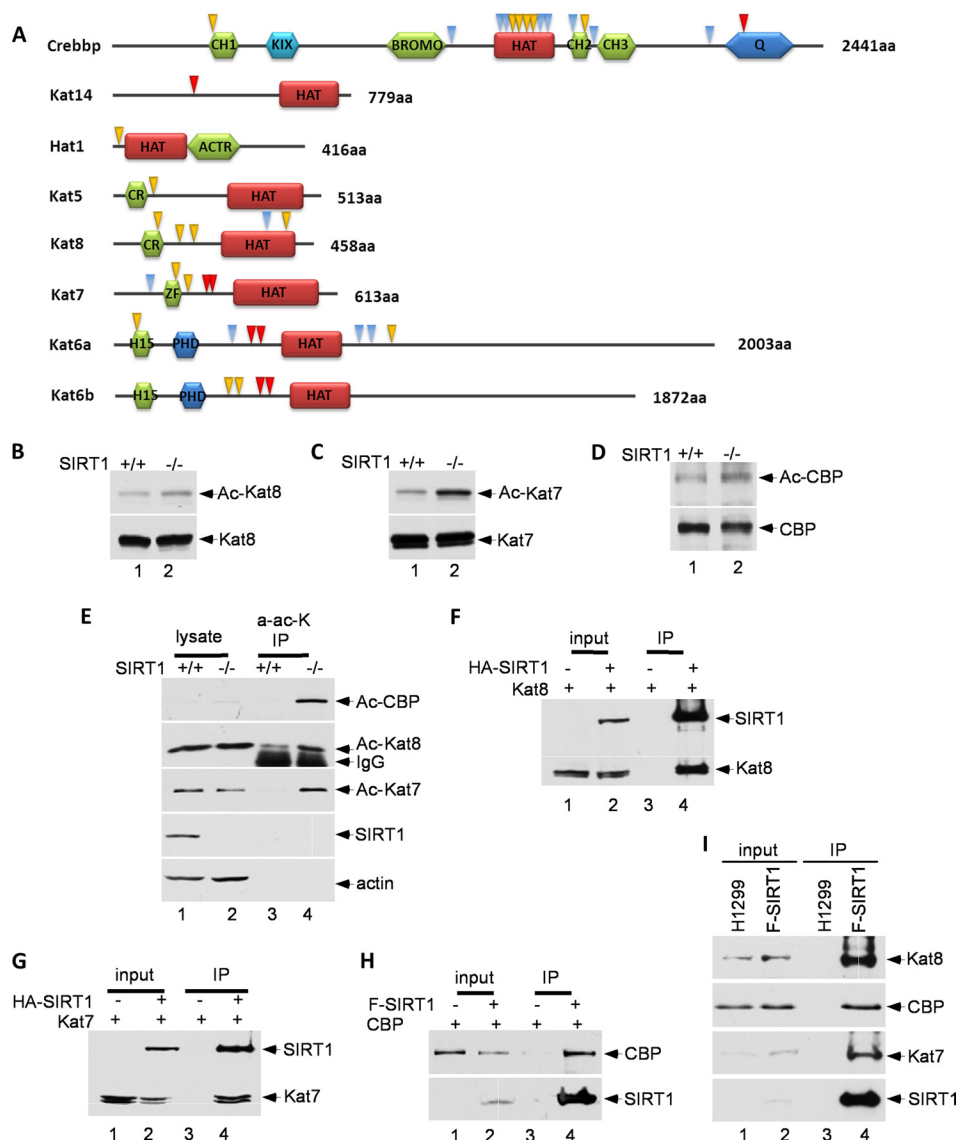 A
Crebbp CH1 KIX BROMO HAT CH2 CH3 Q 2441aa
Kat14 HAT 779aa
Hat1 HAT ACTR 416aa
Kat5 CR HAT 513aa
Kat8 CR HAT 458aa
Kat7 ZF HAT 613aa
Kat6a H15 PHD HAT 2003aa
Kat6b H15 PHD HAT 1872aa
B
SIRT1 +/+ -/-
Ac-Kat8
Kat8
1 2
C
SIRT1 +/+ -/-
Ac-Kat7
Kat7
1 2
D
SIRT1 +/+ -/-
Ac-CBP
CBP
1 2
E
lysate a-ac-K IP
SIRT1 +/+ -/- +/+ -/-
Ac-CBP
Ac-Kat8
IgG
Ac-Kat7
SIRT1
actin
1 2 3 4
F
input IP
HA-SIRT1 - + - +
Kat8 + + + +
SIRT1
Kat8
1 2 3 4
G
input IP
HA-SIRT1 - + - +
Kat7 + + + +
SIRT1
Kat7
1 2 3 4
H
input IP
F-SIRT1 - + - +
CBP + + + +
CBP
SIRT1
1 2 3 4
I
input IP
H1299 F-SIRT1 H1299 F-SIRT1
Kat8
CBP
Kat7
SIRT1
1 2 3 4